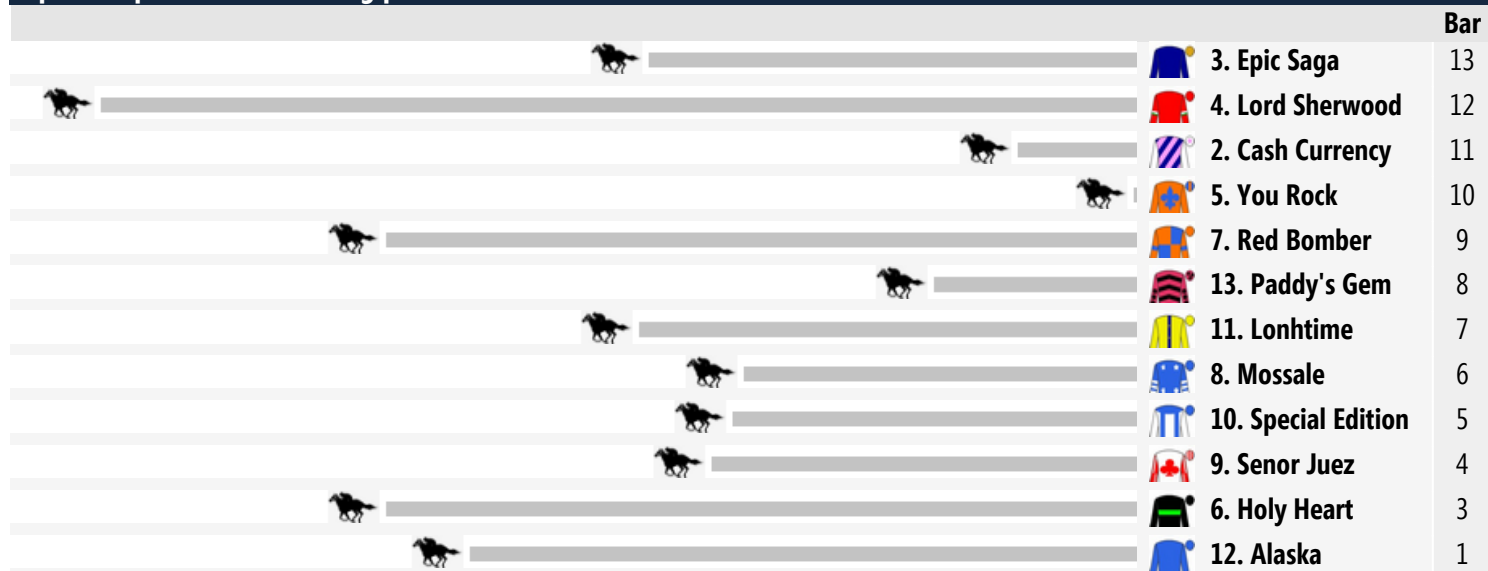 Bar
3. Epic Saga 13
4. Lord Sherwood 12
2. Cash Currency 11
5. You Rock 10
7. Red Bomber 9
13. Paddy's Gem 8
11. Lonhtime 7
8. Mossale 6
10. Special Edition 5
9. Senor Juez 4
6. Holy Heart 3
12. Alaska 1